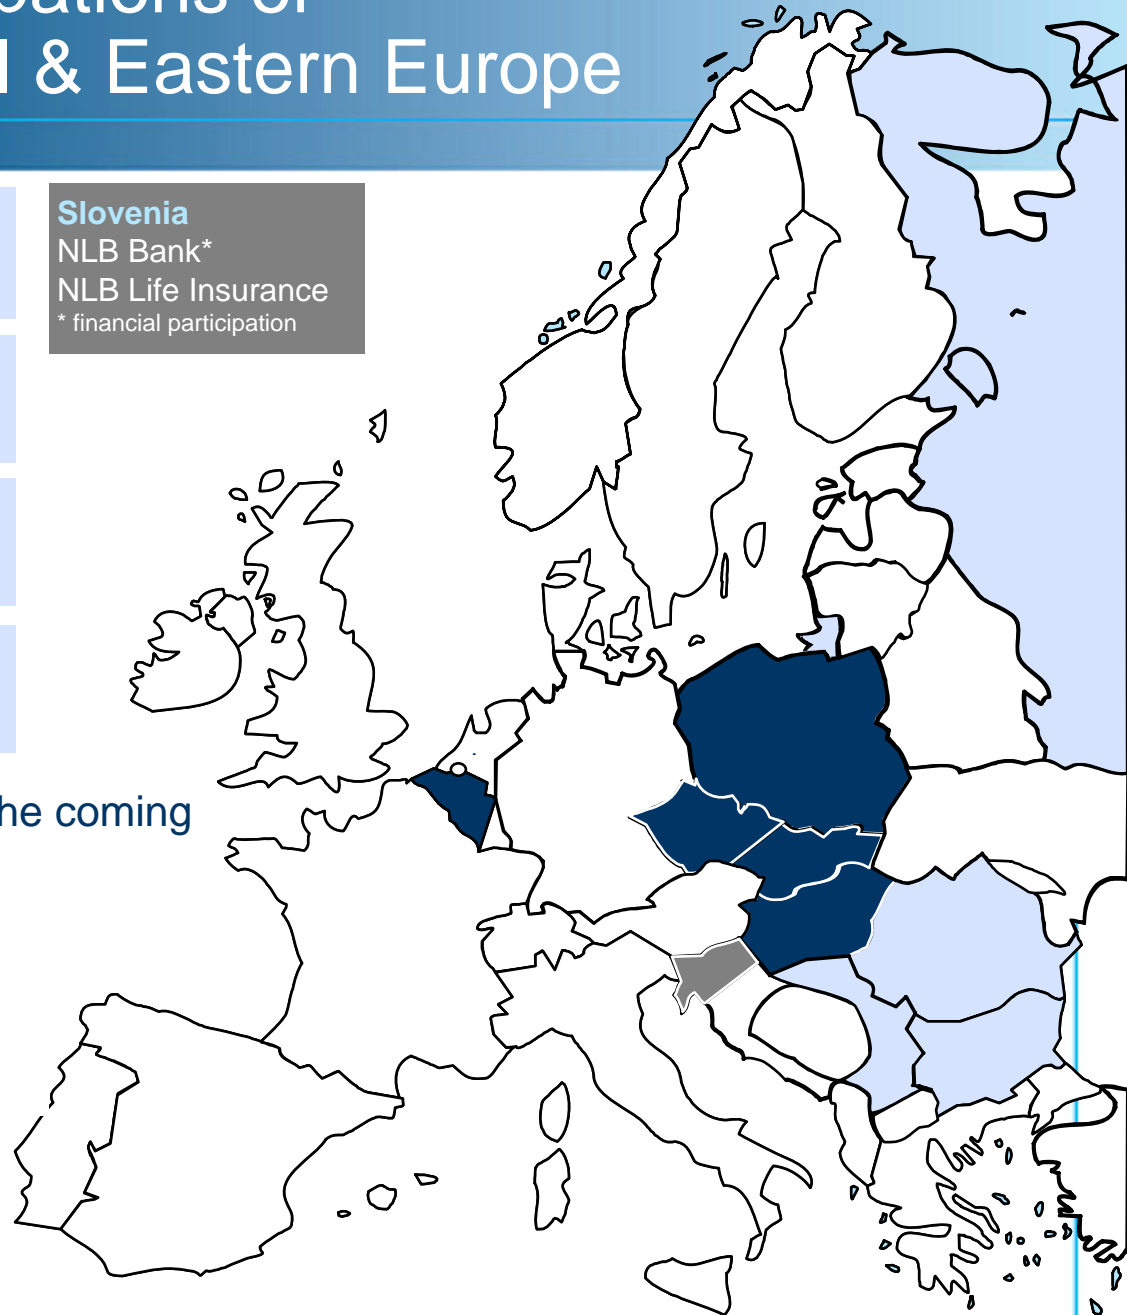 & Eastern Europe
Slovenia
NLB Bank*
NLB Life Insurance
* financial participation
he coming